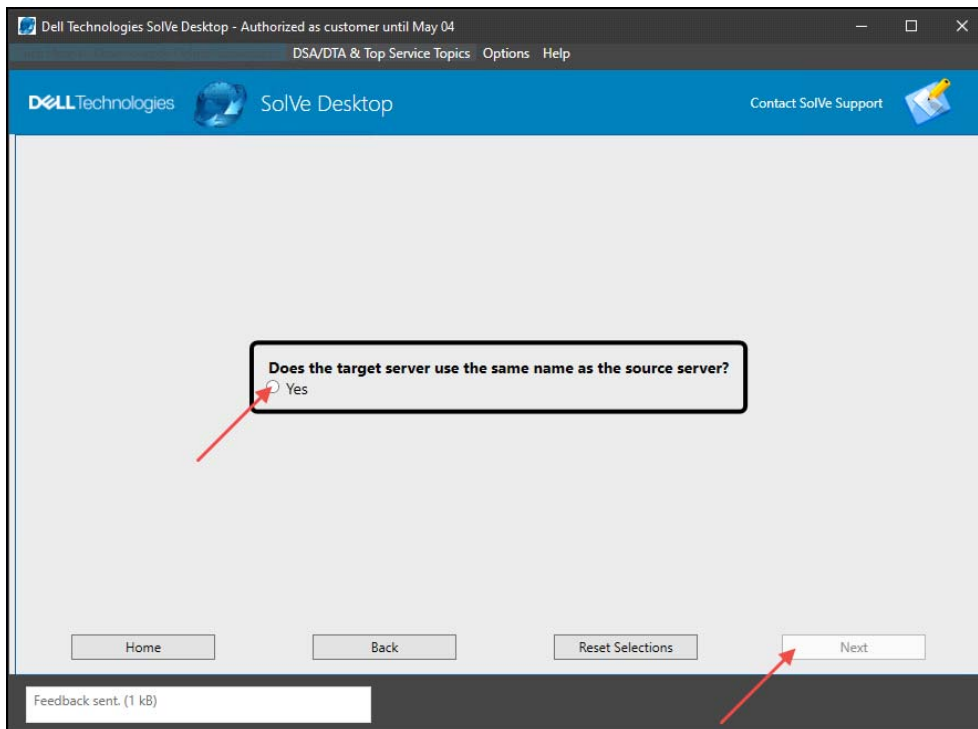 Dell Technologies SolVe Desktop - Authorized as customer until May 04
DSA/DTA & Top Service Topics Options Help
DELLTechnologies SolVe Desktop Contact SolVe Support
Does the target server use the same name as the source server?
Yes
Home Back Reset Selections Next
Feedback sent. (1 kB)